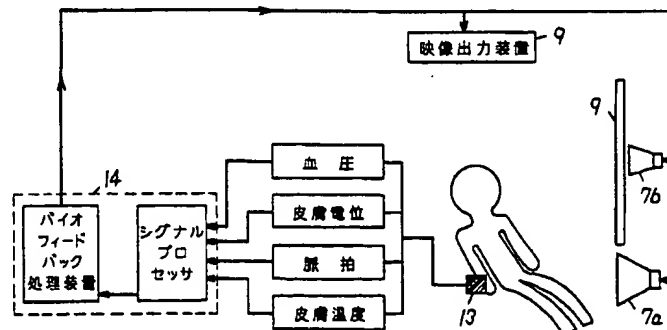 映像出力装置
9
9
7b
14
血圧
皮膚電位
脈拍
皮膚温度
バイオ
フィード
バック
処理装置
シグナル
プロ
セッサ
13
7a